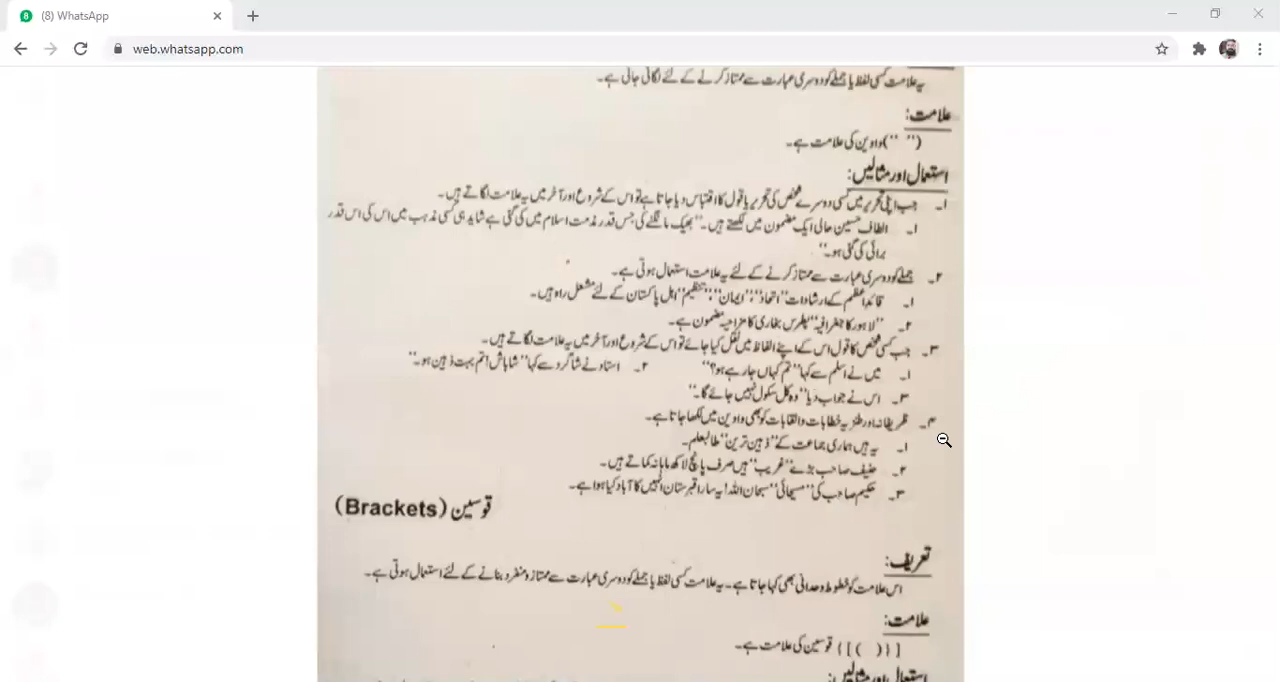 (8) WhatsApp
web.whatsapp.com
یہ علامت کسی لفظ یا جملے کو دوسری عبارت سے ممتاز کرنے کے لئے لگائی جاتی ہے۔
علامت:
(" ") واوین کی علامت ہے۔
استعمال اور مثالیں:
۱۔ جب اپنی تحریر میں کسی دوسرے شخص کی تحریر یا قول کا اقتباس دیا جاتا ہے تو اس کے شروع اور آخر میں یہ علامت لگاتے ہیں۔
۱۔ الطاف حسین حالی ایک مضمون میں لکھتے ہیں۔ "بھیک مانگنے کی جس قدر مذمت اسلام میں کی گئی ہے شاید ہی کسی مذہب میں اس کی اس قدر
برائی کی گئی ہو۔"
۲۔ جملے کو دوسری عبارت سے ممتاز کرنے کے لئے یہ علامت استعمال ہوتی ہے۔
۱۔ قائداعظم کے ارشادات "اتحاد"، "ایمان"، "تنظیم" اہل پاکستان کے لئے مشعل راہ ہیں۔
۲۔ "لاہور کا جغرافیہ" پطرس بخاری کا مزاحیہ مضمون ہے۔
۳۔ جب کسی شخص کا قول اس کے اپنے الفاظ میں نقل کیا جائے تو اس کے شروع اور آخر میں یہ علامت لگاتے ہیں۔
۱۔ میں نے اسلم سے کہا "تم کہاں جا رہے ہو؟" ۲۔ استاد نے شاگرد سے کہا "شاباش! تم بہت ذہین ہو۔"
۳۔ اس نے جواب دیا "وہ کل سکول نہیں جائے گا۔"
۴۔ ظریفانہ اور طنزیہ خطابات والقابات کو بھی واوین میں لکھا جاتا ہے۔
۱۔ یہ ہیں ہماری جماعت کے "ذہین ترین" طالبعلم۔
۲۔ حنیف صاحب بڑے "غریب" ہیں صرف پانچ لاکھ ماہانہ کماتے ہیں۔
۳۔ حکیم صاحب کی "مسیحائی" سبحان اللہ! یہ سارا قبرستان انہیں کا آباد کیا ہوا ہے۔
قوسین (Brackets)
تعریف:
اس علامت کو خطوط وحدانی بھی کہا جاتا ہے۔ یہ علامت کسی لفظ یا جملے کو دوسری عبارت سے ممتاز و منفرد بنانے کے لئے استعمال ہوتی ہے۔
علامت:
{[( )]} قوسین کی علامت ہے۔
استعمال اور مثالیں: